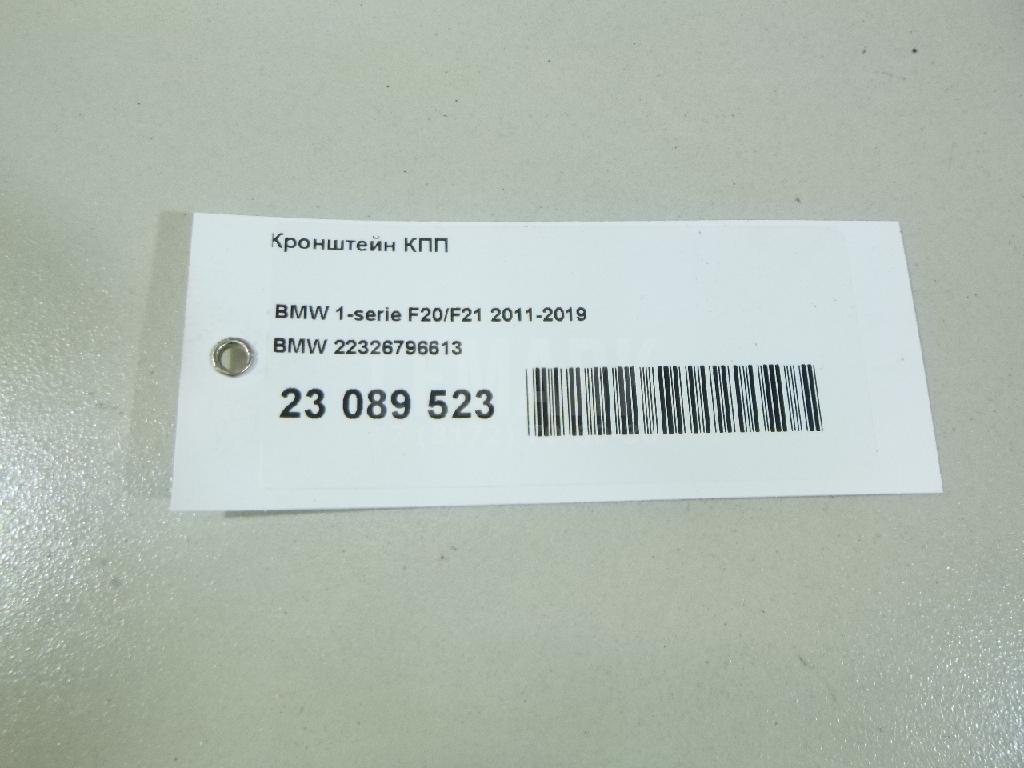 Кронштейн КПП
BMW 1-serie F20/F21 2011-2019
BMW 22326796613
23 089 523